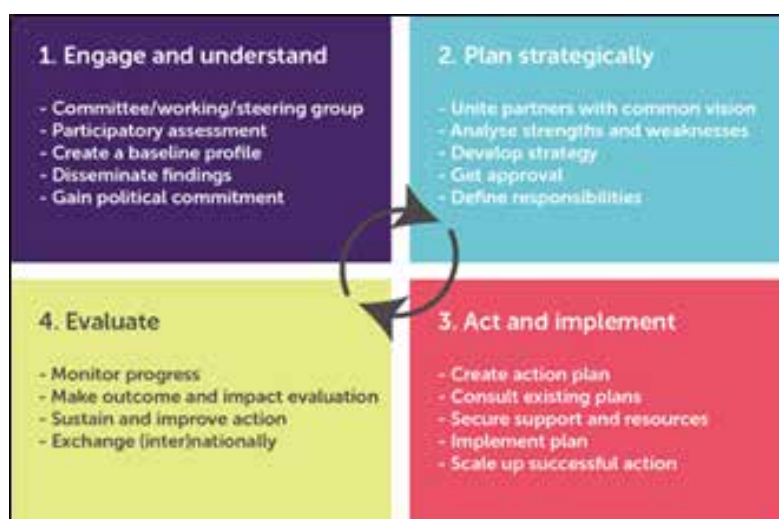 1. Engage and understand
- Committee/working/steering group
- Participatory assessment
- Create a baseline profile
- Disseminate findings
- Gain political commitment
2. Plan strategically
- Unite partners with common vision
- Analyse strengths and weaknesses
- Develop strategy
- Get approval
- Define responsibilities
4. Evaluate
- Monitor progress
- Make outcome and impact evaluation
- Sustain and improve action
- Exchange (inter)nationally
3. Act and implement
- Create action plan
- Consult existing plans
- Secure support and resources
- Implement plan
- Scale up successful action